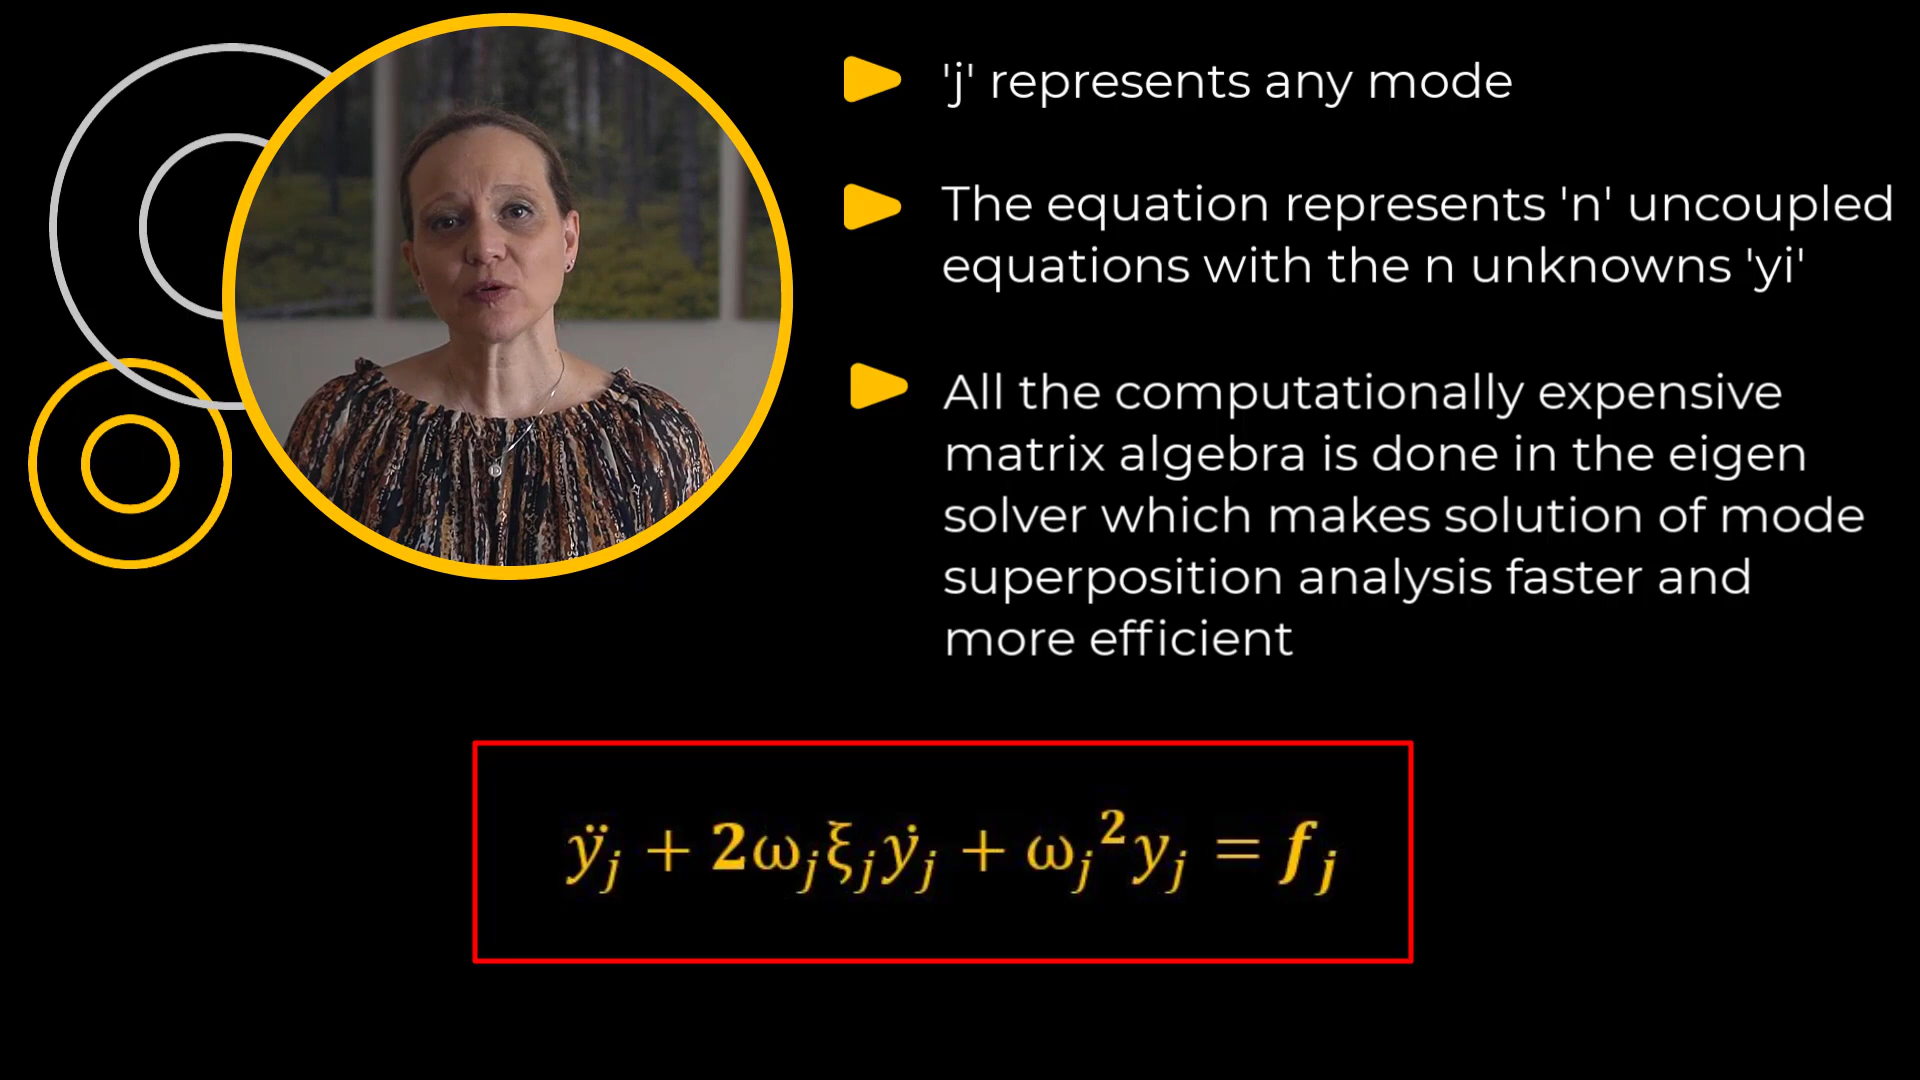 'j' represents any mode
The equation represents 'n' uncoupled
equations with the n unknowns 'yi'
All the computationally expensive
matrix algebra is done in the eigen
solver which makes solution of mode
superposition analysis faster and
more efficient
ÿⱼ + 2ωⱼξⱼẏⱼ + ωⱼ²yⱼ = fⱼ